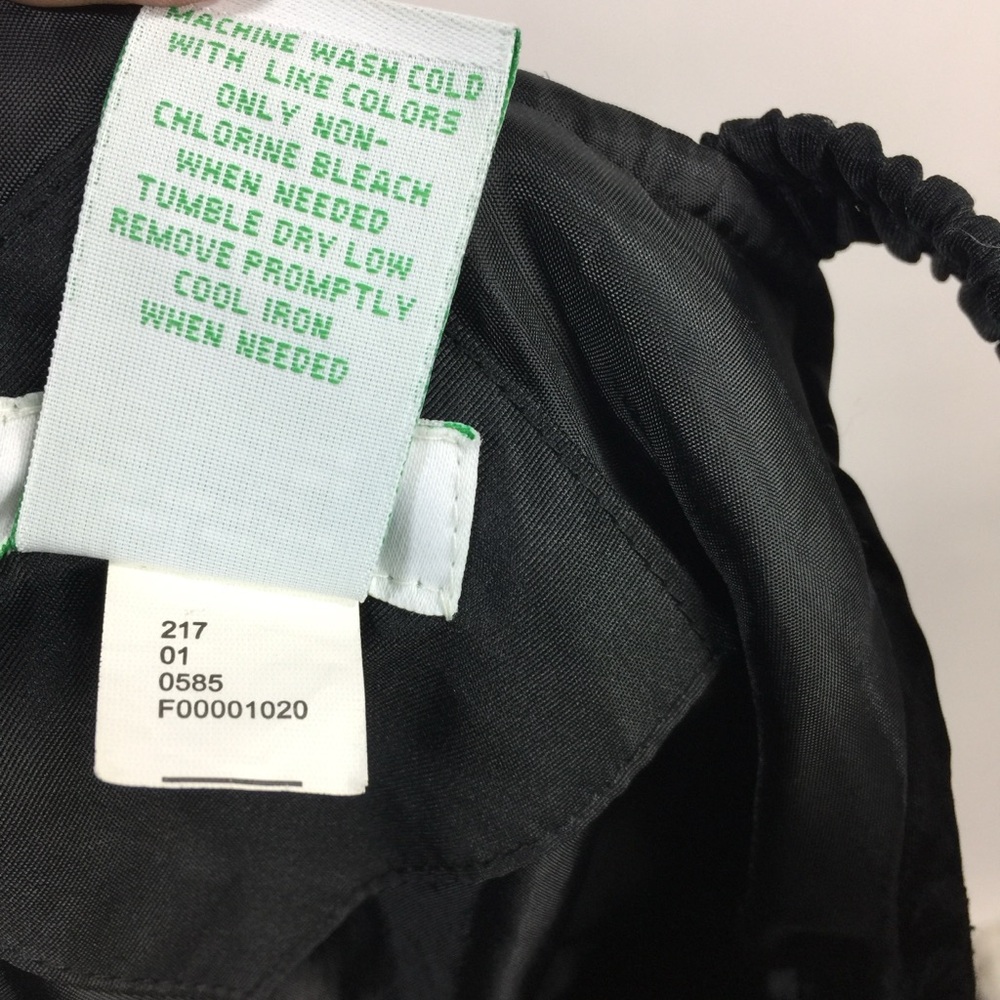 MACHINE WASH COLD
WITH LIKE COLORS
ONLY NON-
CHLORINE BLEACH
WHEN NEEDED
TUMBLE DRY LOW
REMOVE PROMPTLY
COOL IRON
WHEN NEEDED
217
01
0585
F00001020